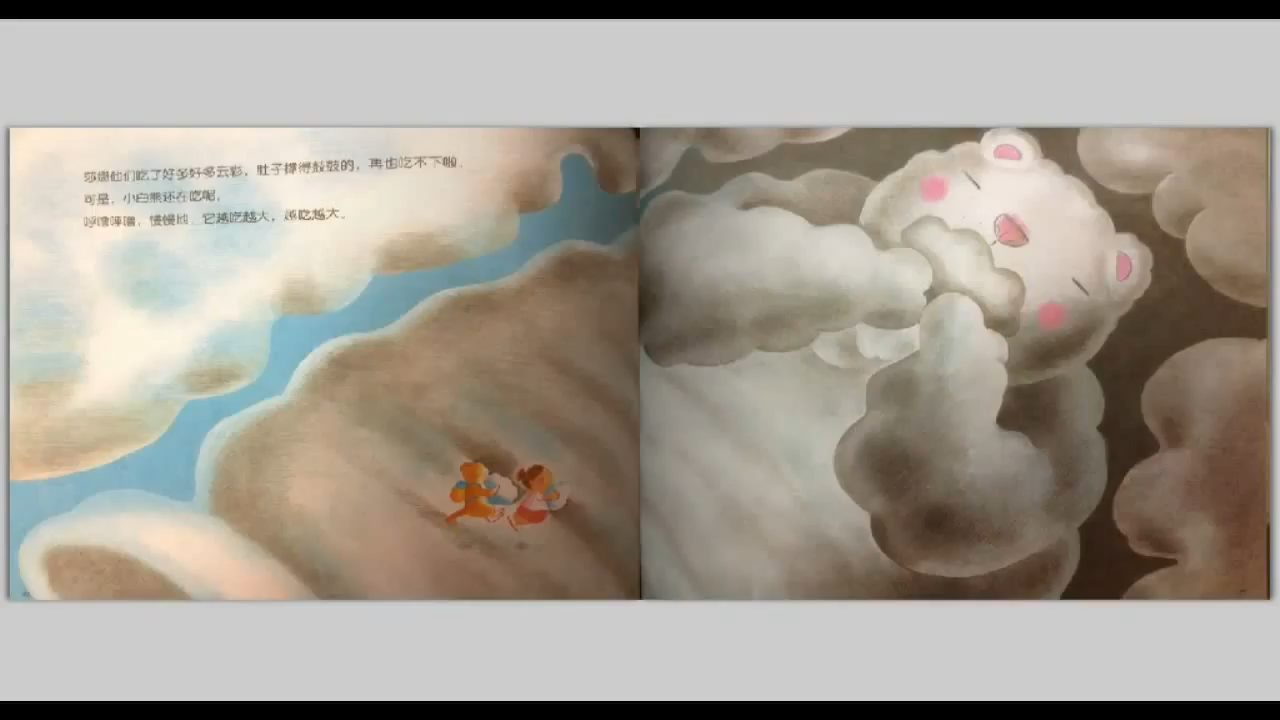 莎娜他们吃了好多好多云彩，肚子撑得鼓鼓的，再也吃不下啦。
可是，小白熊还在吃呢，
呼噜呼噜，慢慢地…它越吃越大，越吃越大。